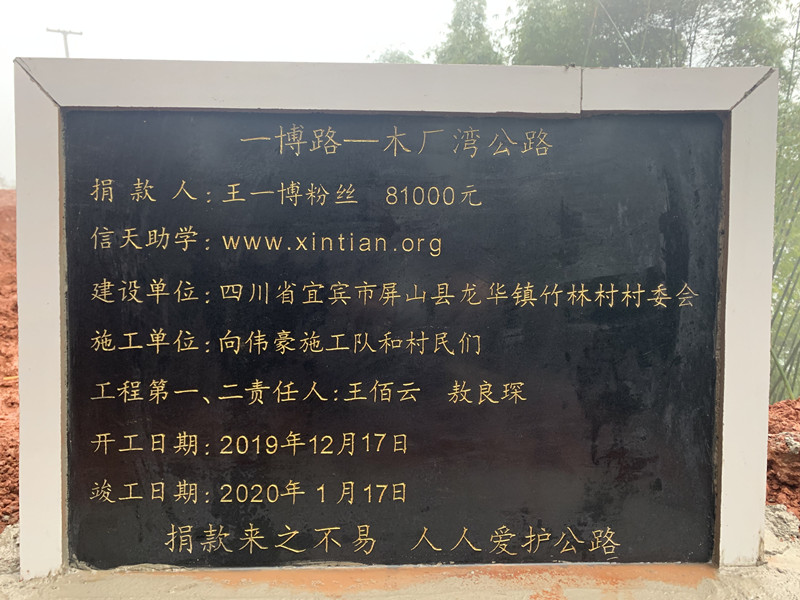 一博路—木厂湾公路
捐款人：王一博粉丝 81000元
信天助学：www.xintian.org
建设单位：四川省宜宾市屏山县龙华镇竹林村村委会
施工单位：向伟豪施工队和村民们
工程第一、二责任人：王佰云 敖良琛
开工日期：2019年12月17日
竣工日期：2020年1月17日
捐款来之不易 人人爱护公路